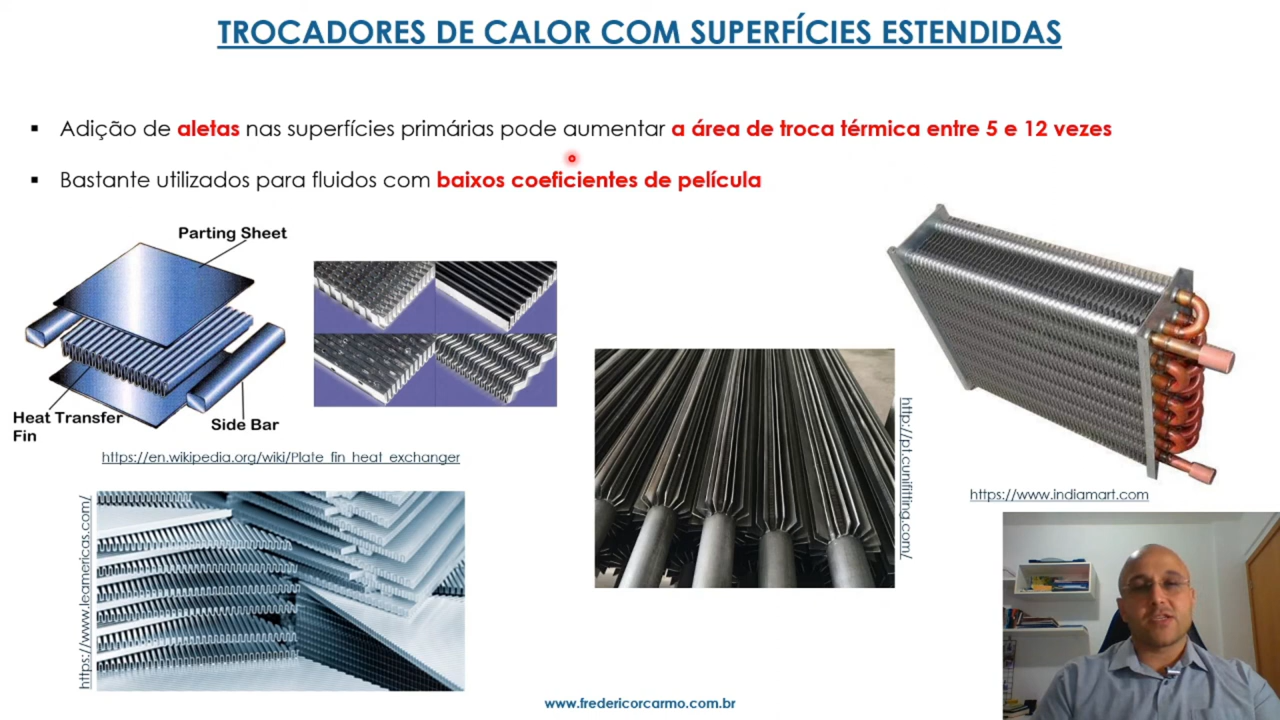 TROCADORES DE CALOR COM SUPERFÍCIES ESTENDIDAS
Adição de aletas nas superfícies primárias pode aumentar a área de troca térmica entre 5 e 12 vezes
Bastante utilizados para fluidos com baixos coeficientes de película
Parting Sheet
Heat Transfer
Fin
Side Bar
https://en.wikipedia.org/wiki/Plate_fin_heat_exchanger
https://www.leamericas.com/
http://pt.cunifitting.com/
https://www.indiamart.com
www.fredericorcarmo.com.br